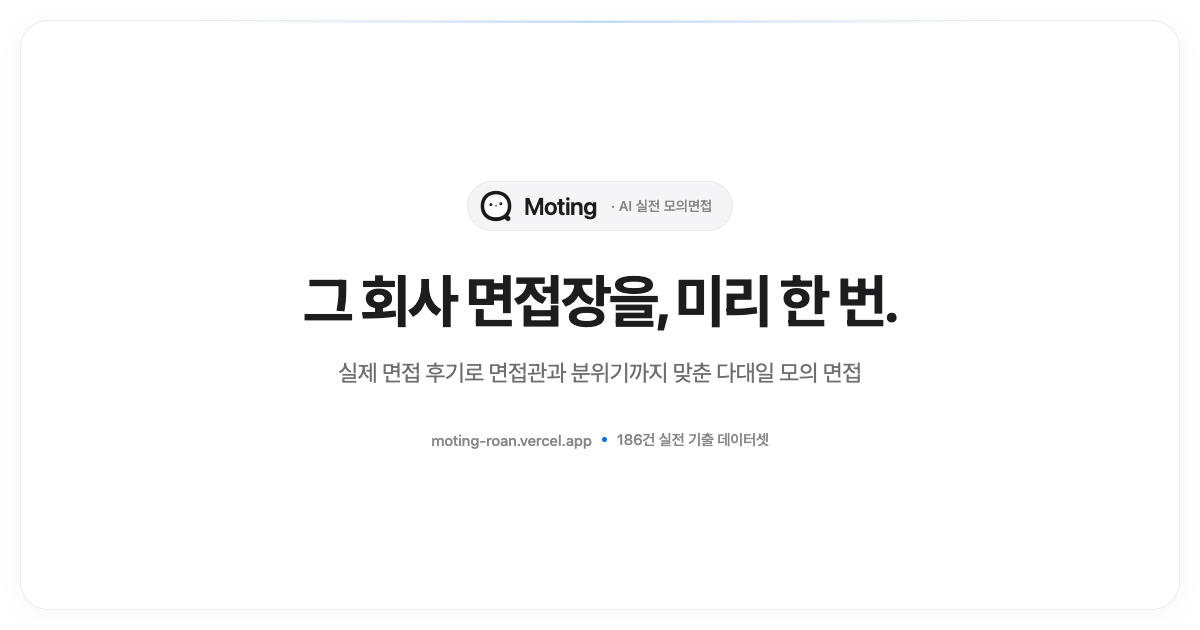 Moting · AI 실전 모의면접
그 회사 면접장을, 미리 한 번.
실제 면접 후기로 면접관과 분위기까지 맞춘 다대일 모의 면접
moting-roan.vercel.app • 186건 실전 기출 데이터셋